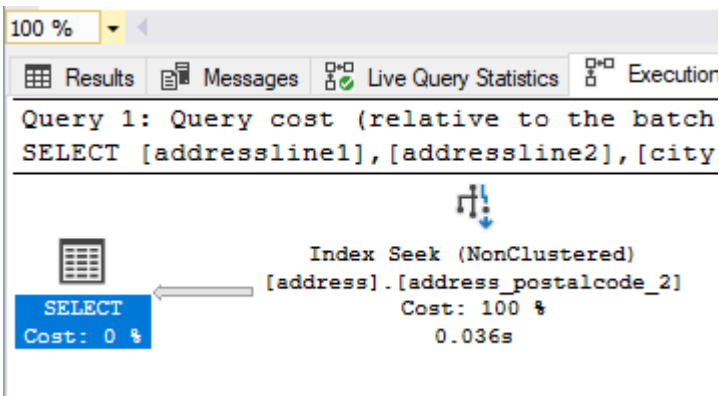 100 %
Results Messages Live Query Statistics Execution
Query 1: Query cost (relative to the batch
SELECT [addressline1],[addressline2],[city
Index Seek (NonClustered)
[address].[address_postalcode_2]
Cost: 100 %
0.036s
SELECT
Cost: 0 %